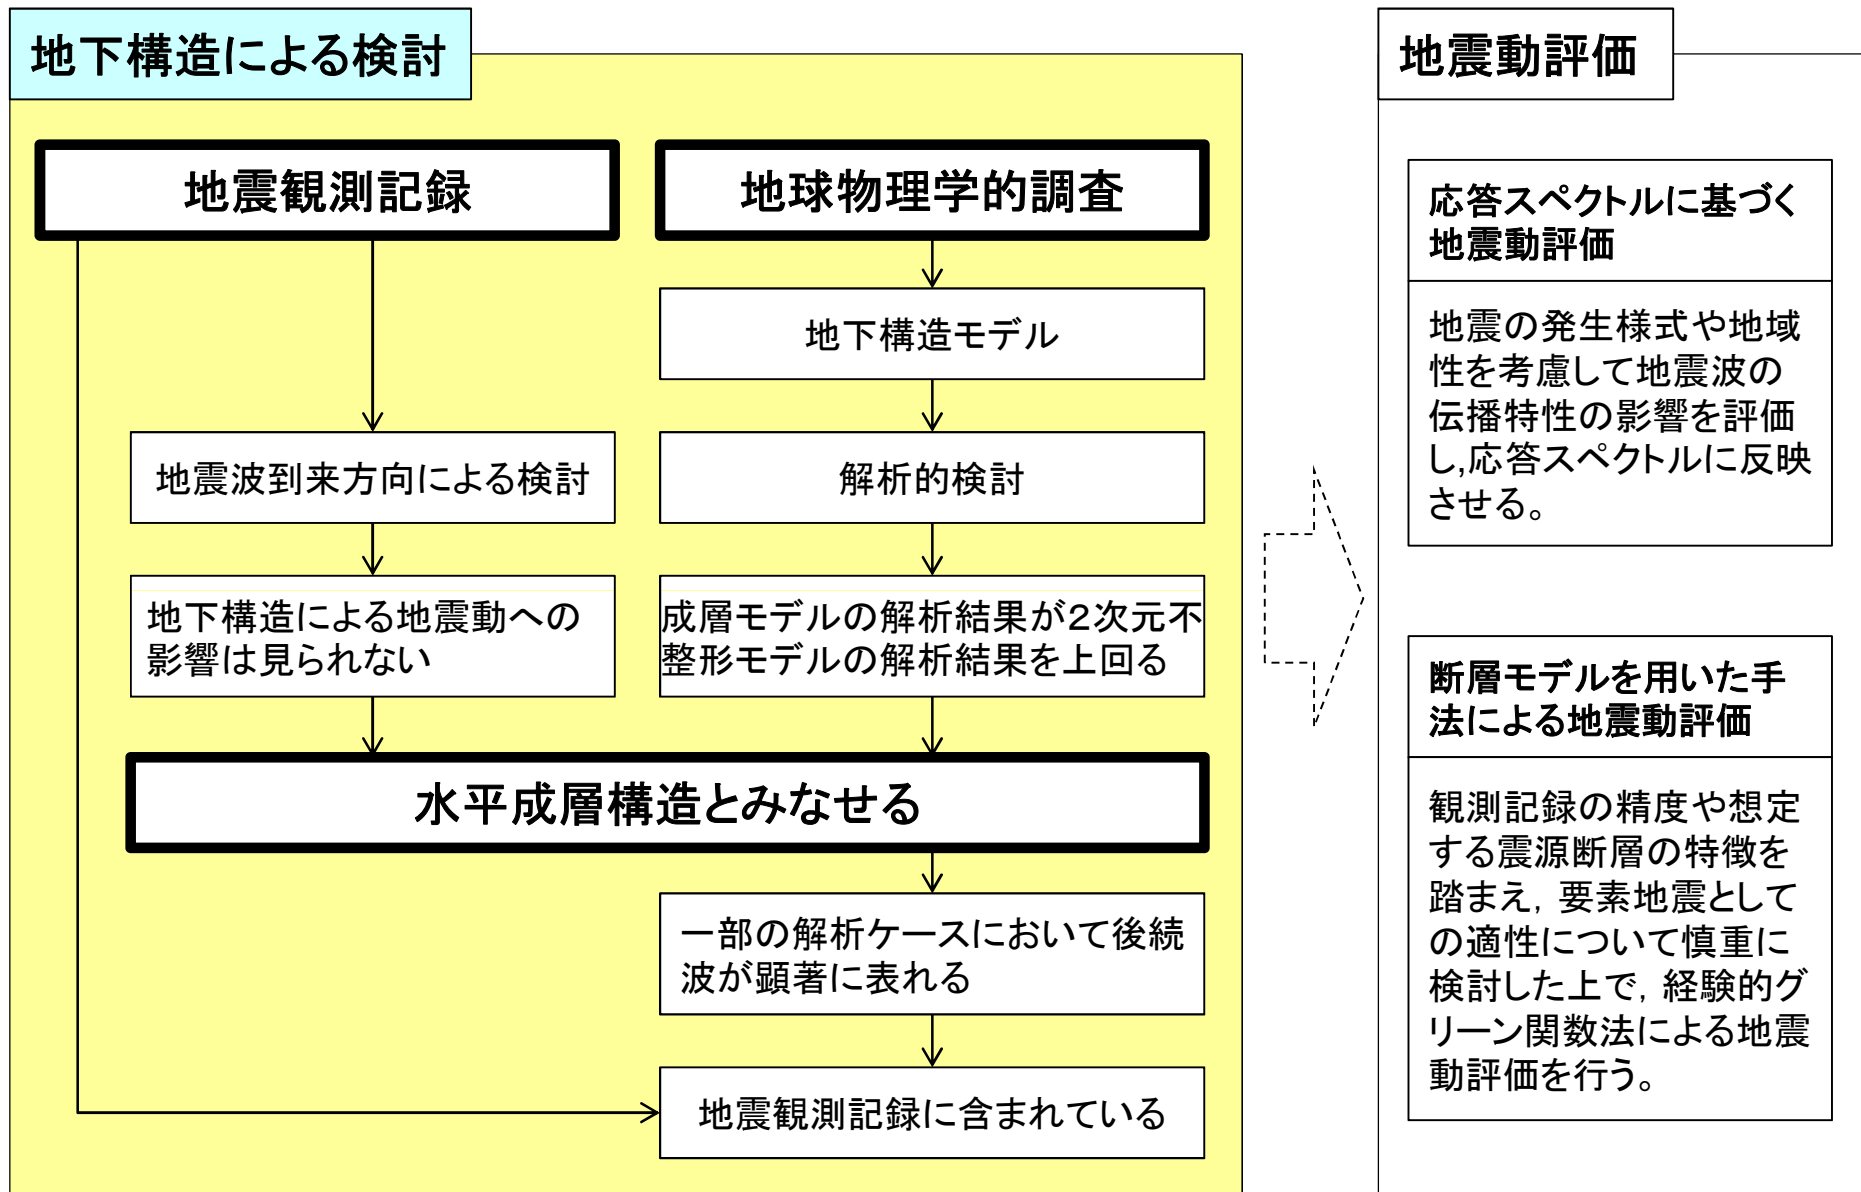 地下構造による検討
地震観測記録
地球物理学的調査
地下構造モデル
地震波到来方向による検討
解析的検討
地下構造による地震動への
影響は見られない
成層モデルの解析結果が2次元不
整形モデルの解析結果を上回る
水平成層構造とみなせる
一部の解析ケースにおいて後続
波が顕著に表れる
地震観測記録に含まれている
地震動評価
応答スペクトルに基づく
地震動評価
地震の発生様式や地域
性を考慮して地震波の
伝播特性の影響を評価
し,応答スペクトルに反映
させる。
断層モデルを用いた手
法による地震動評価
観測記録の精度や想定
する震源断層の特徴を
踏まえ, 要素地震として
の適性について慎重に
検討した上で, 経験的グ
リーン関数法による地震
動評価を行う。